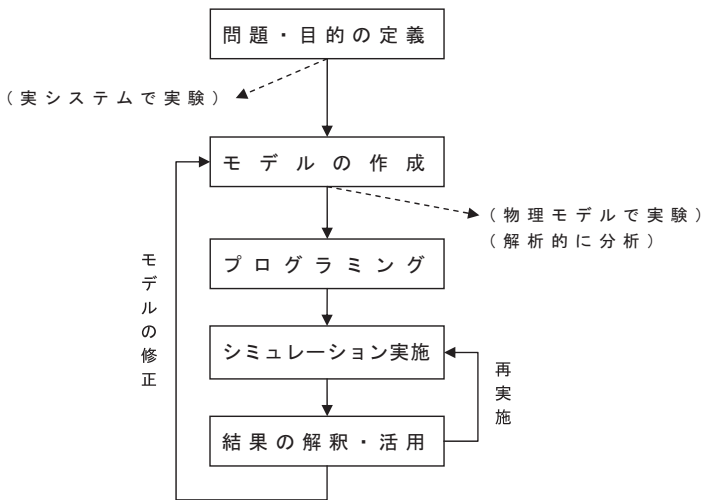 問題・目的の定義
（実システムで実験）
モデルの作成
（物理モデルで実験）
（解析的に分析）
プログラミング
モデルの修正
シミュレーション実施
再実施
結果の解釈・活用